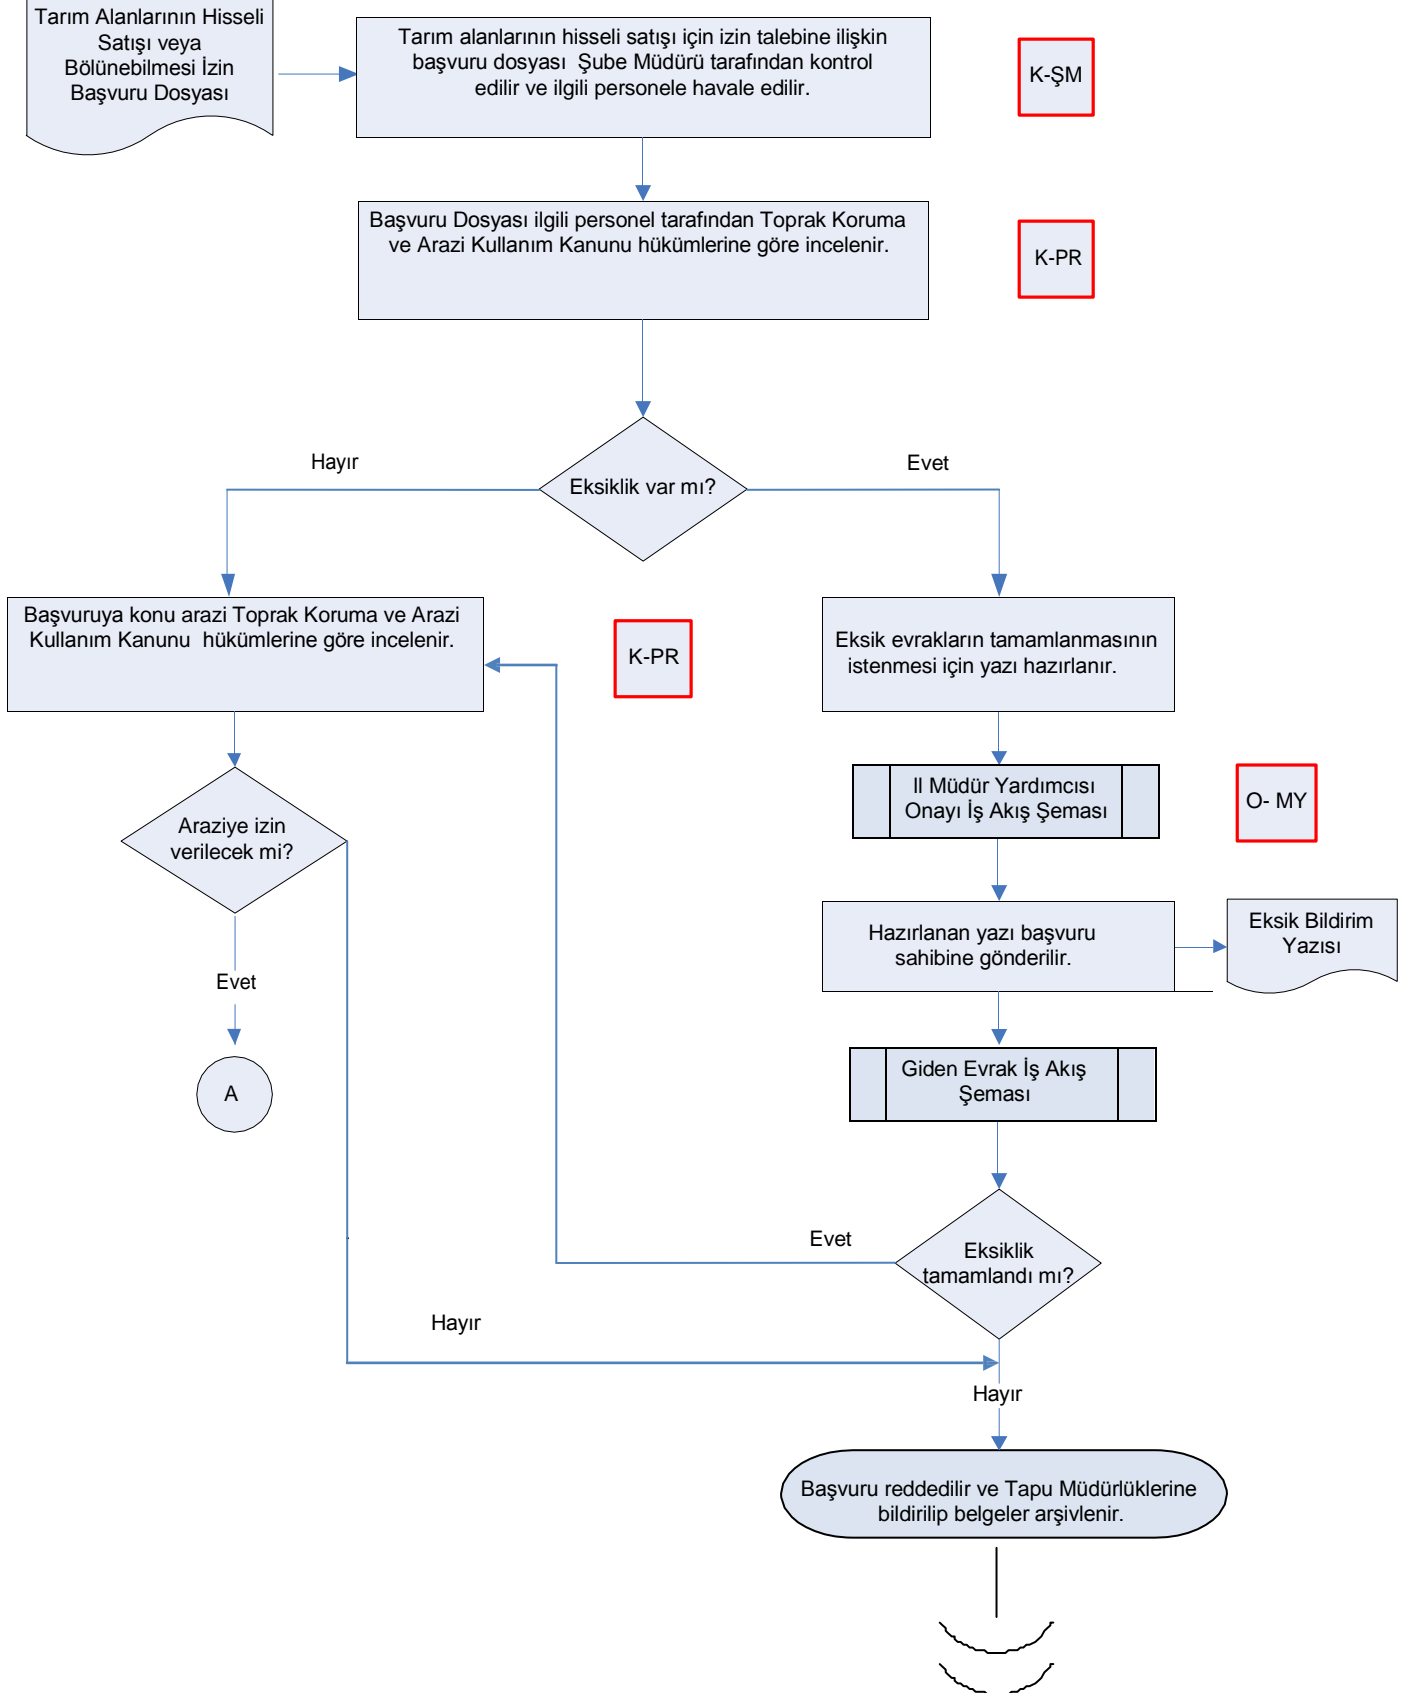 Tarım Alanlarının Hisseli
Satışı veya
Bölünebilmesi İzin
Başvuru Dosyası
Tarım alanlarının hisseli satışı için izin talebine ilişkin
başvuru dosyası Şube Müdürü tarafından kontrol
edilir ve ilgili personele havale edilir.
K-ŞM
Başvuru Dosyası ilgili personel tarafından Toprak Koruma
ve Arazi Kullanım Kanunu hükümlerine göre incelenir.
K-PR
Hayır
Evet
Eksiklik var mı?
Başvuruya konu arazi Toprak Koruma ve Arazi
Kullanım Kanunu hükümlerine göre incelenir.
K-PR
Eksik evrakların tamamlanmasının
istenmesi için yazı hazırlanır.
Il Müdür Yardımcısı
Onayı İş Akış Şeması
O- MY
Araziye izin
verilecek mi?
Hazırlanan yazı başvuru
sahibine gönderilir.
Eksik Bildirim
Yazısı
Evet
A
Giden Evrak İş Akış
Şeması
Evet
Eksiklik
tamamlandı mı?
Hayır
Hayır
Başvuru reddedilir ve Tapu Müdürlüklerine
bildirilip belgeler arşivlenir.